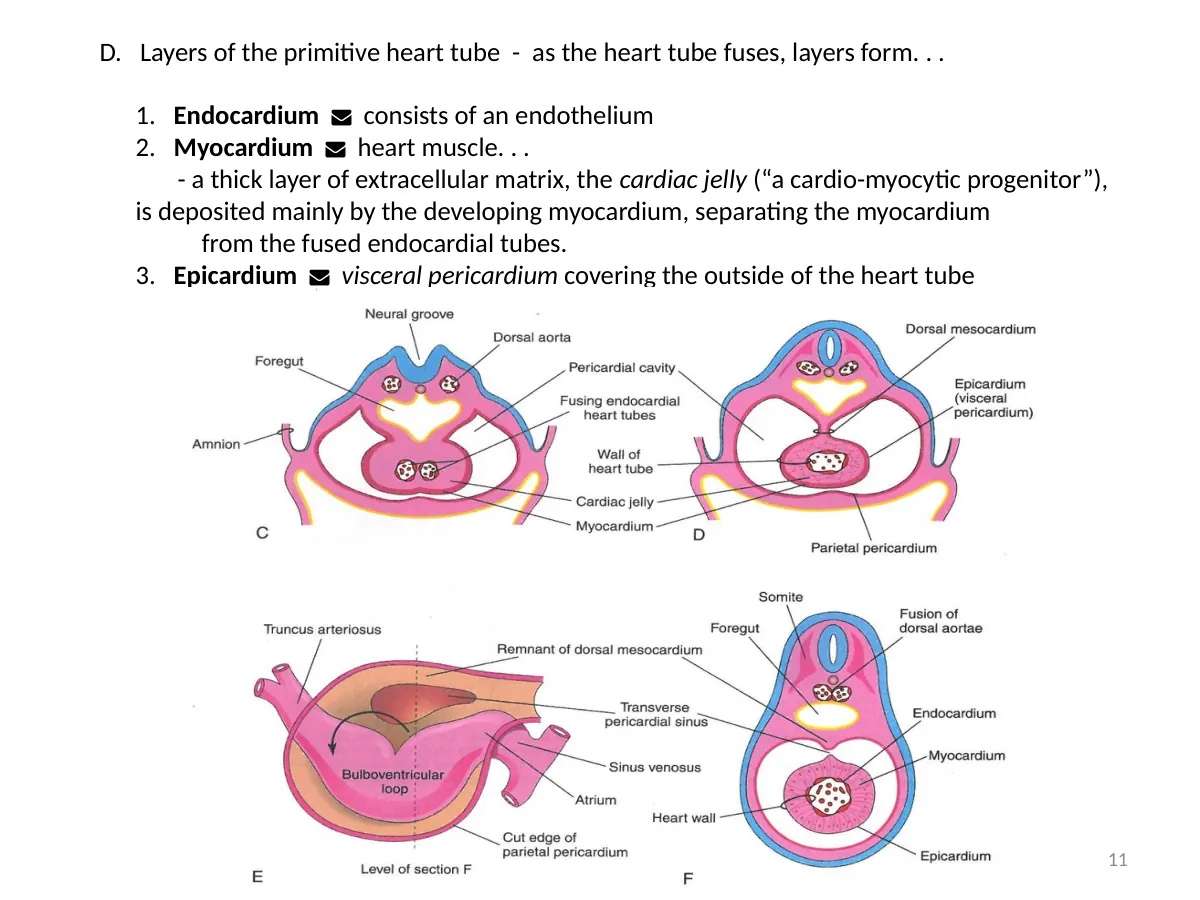 D. Layers of the primitive heart tube - as the heart tube fuses, layers form. . .
1. Endocardium consists of an endothelium
2. Myocardium heart muscle. . .
- a thick layer of extracellular matrix, the cardiac jelly (“a cardio-myocytic progenitor”),
is deposited mainly by the developing myocardium, separating the myocardium
from the fused endocardial tubes.
3. Epicardium visceral pericardium covering the outside of the heart tube
Neural groove
Dorsal aorta
Foregut
Pericardial cavity
Fusing endocardial
heart tubes
Amnion
Wall of
heart tube
Cardiac jelly
Myocardium
C
Dorsal mesocardium
Epicardium
(visceral
pericardium)
D
Parietal pericardium
Truncus arteriosus
Remnant of dorsal mesocardium
Transverse
pericardial sinus
Sinus venosus
Bulboventricular
loop
Atrium
Cut edge of
parietal pericardium
Level of section F
E
Somite
Foregut
Fusion of
dorsal aortae
Endocardium
Myocardium
Heart wall
Epicardium
F
11